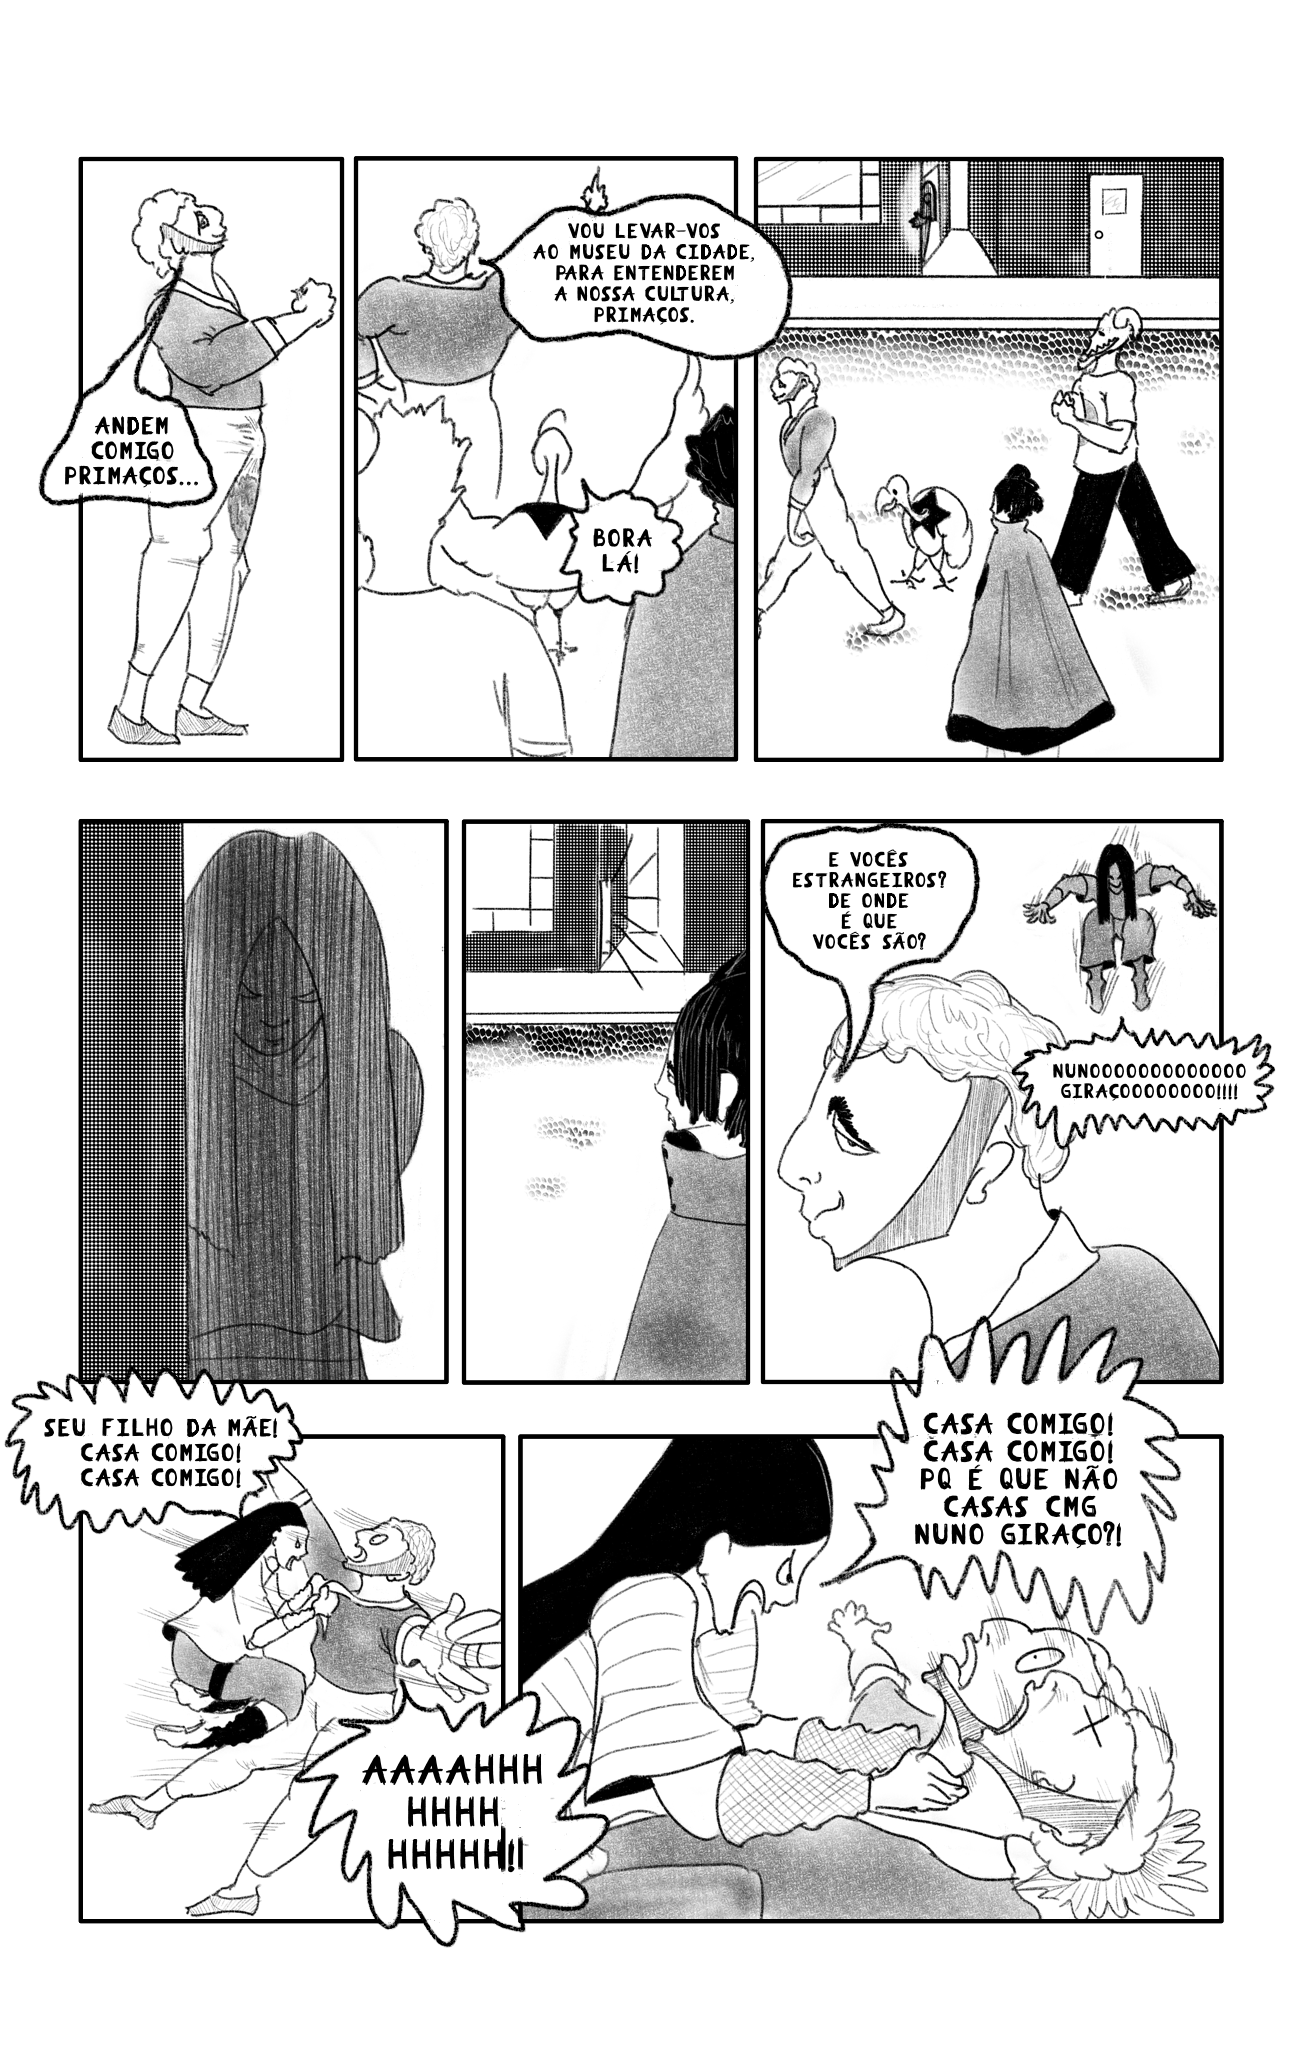 ANDEM
COMIGO
PRIMAÇOS...
VOU LEVAR-VOS
AO MUSEU DA CIDADE,
PARA ENTENDEREM
A NOSSA CULTURA,
PRIMAÇOS.
BORA
LÁ!
E VOCÊS
ESTRANGEIROS?
DE ONDE
É QUE
VOCÊS SÃO?
NUNOOOOOOOOOOOOO
GIRAÇOOOOOOOO!!!!
SEU FILHO DA MÃE!
CASA COMIGO!
CASA COMIGO!
AAAAHHH
HHHH
HHHHH!!
CASA COMIGO!
CASA COMIGO!
PQ É QUE NÃO
CASAS CMG
NUNO GIRAÇO?!